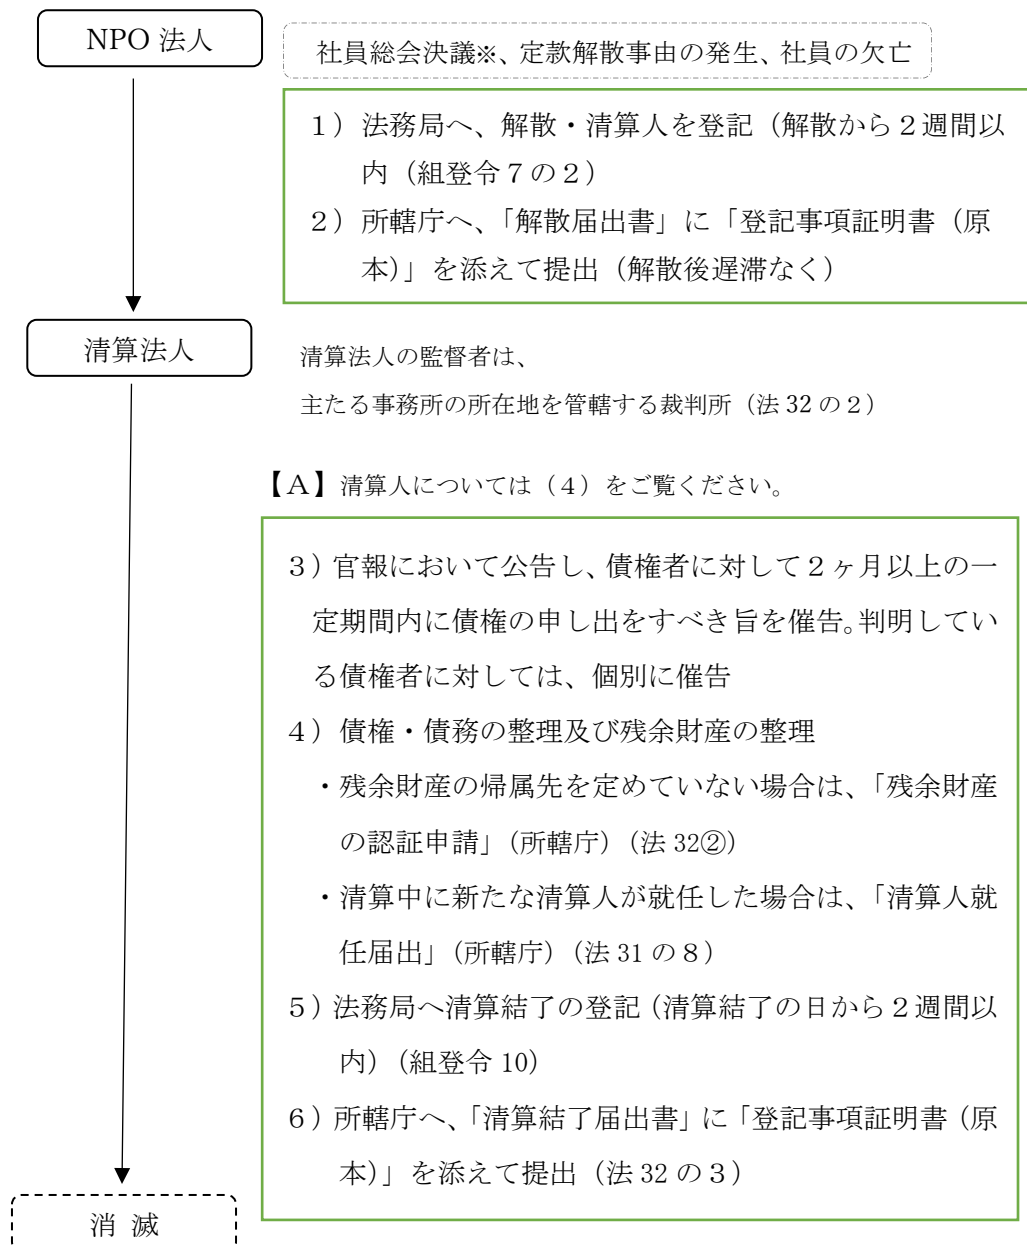 NPO 法人
社員総会決議※、定款解散事由の発生、社員の欠亡
１）法務局へ、解散・清算人を登記（解散から２週間以
内（組登令７の２）
２）所轄庁へ、「解散届出書」に「登記事項証明書（原
本）」を添えて提出（解散後遅滞なく）
清算法人
清算法人の監督者は、
主たる事務所の所在地を管轄する裁判所（法 32 の２）
【Ａ】清算人については（４）をご覧ください。
３）官報において公告し、債権者に対して２ヶ月以上の一
定期間内に債権の申し出をすべき旨を催告。判明してい
る債権者に対しては、個別に催告
４）債権・債務の整理及び残余財産の整理
・残余財産の帰属先を定めていない場合は、「残余財産
の認証申請」（所轄庁）（法 32②）
・清算中に新たな清算人が就任した場合は、「清算人就
任届出」（所轄庁）（法 31 の８）
５）法務局へ清算結了の登記（清算結了の日から２週間以
内）（組登令 10）
６）所轄庁へ、「清算結了届出書」に「登記事項証明書（原
本）」を添えて提出（法 32 の３）
消 滅